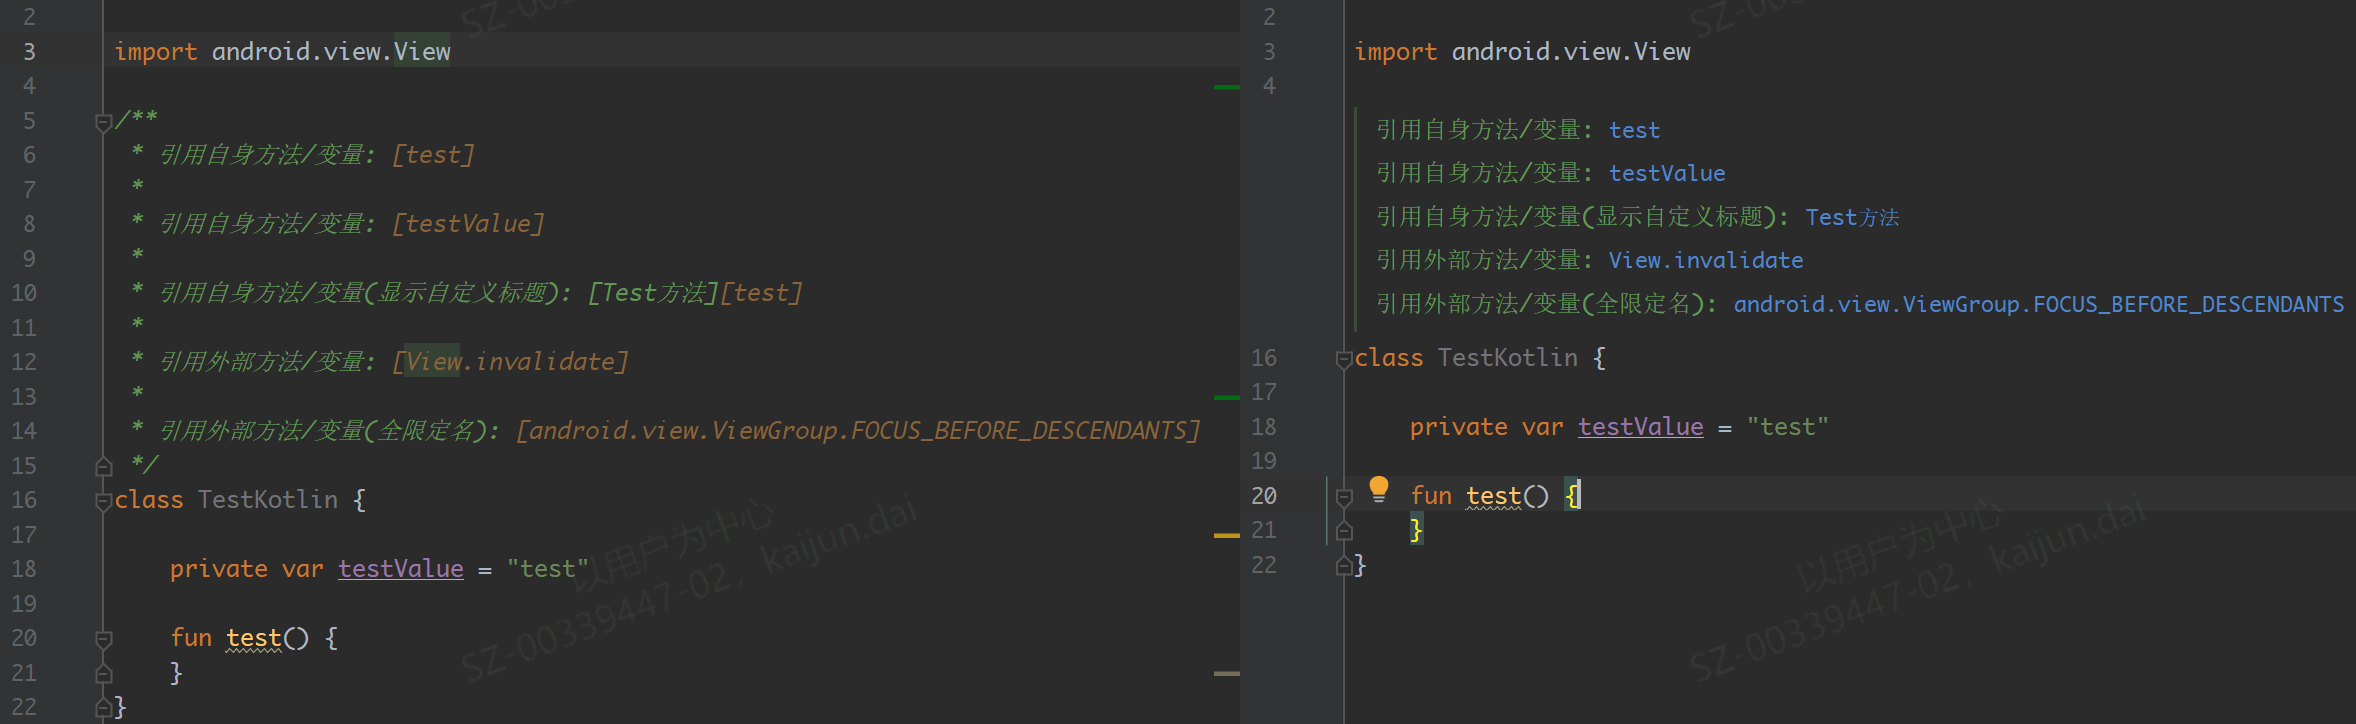 2
3 import android.view.View
4
5 /**
6 * 引用自身方法/变量: [test]
7 *
8 * 引用自身方法/变量: [testValue]
9 *
10 * 引用自身方法/变量(显示自定义标题): [Test方法][test]
11 *
12 * 引用外部方法/变量: [View.invalidate]
13 *
14 * 引用外部方法/变量(全限定名): [android.view.ViewGroup.FOCUS_BEFORE_DESCENDANTS]
15 */
16 class TestKotlin {
17
18 private var testValue = "test"
19
20 fun test() {
21 }
22 }
以用户为中心
SZ-00339447-02, kaijun.dai
2
3 import android.view.View
4
引用自身方法/变量: test
引用自身方法/变量: testValue
引用自身方法/变量(显示自定义标题): Test方法
引用外部方法/变量: View.invalidate
引用外部方法/变量(全限定名): android.view.ViewGroup.FOCUS_BEFORE_DESCENDANTS
16 class TestKotlin {
17
18 private var testValue = "test"
19
20 fun test() {
21 }
22 }
以用户为中心
SZ-00339447-02, kaijun.dai